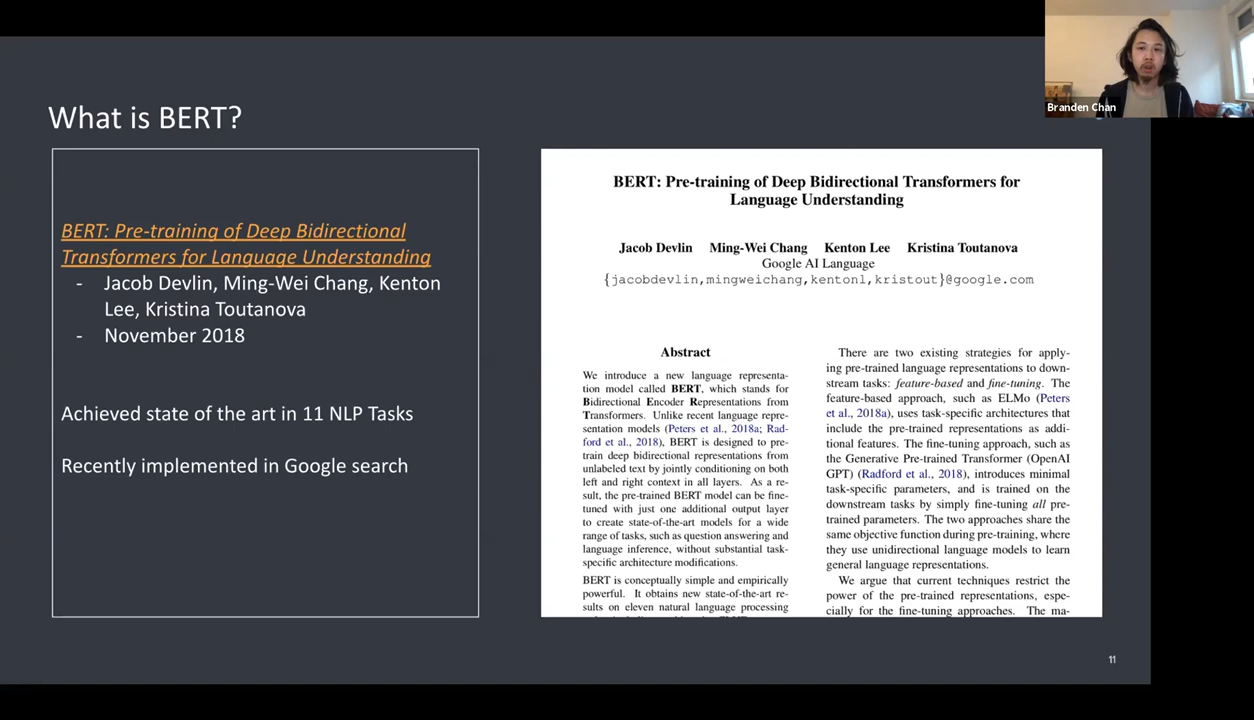 Branden Chan
What is BERT?
BERT: Pre-training of Deep Bidirectional
Transformers for Language Understanding
- Jacob Devlin, Ming-Wei Chang, Kenton
Lee, Kristina Toutanova
- November 2018
Achieved state of the art in 11 NLP Tasks
Recently implemented in Google search
BERT: Pre-training of Deep Bidirectional Transformers for
Language Understanding
Jacob Devlin Ming-Wei Chang Kenton Lee Kristina Toutanova
Google AI Language
{jacobdevlin,mingweichang,kentonl,kristout}@google.com
Abstract
We introduce a new language representa-
tion model called BERT, which stands for
Bidirectional Encoder Representations from
Transformers. Unlike recent language repre-
sentation models (Peters et al., 2018a; Rad-
ford et al., 2018), BERT is designed to pre-
train deep bidirectional representations from
unlabeled text by jointly conditioning on both
left and right context in all layers. As a re-
sult, the pre-trained BERT model can be fine-
tuned with just one additional output layer
to create state-of-the-art models for a wide
range of tasks, such as question answering and
language inference, without substantial task-
specific architecture modifications.
BERT is conceptually simple and empirically
powerful. It obtains new state-of-the-art re-
sults on eleven natural language processing
There are two existing strategies for apply-
ing pre-trained language representations to down-
stream tasks: feature-based and fine-tuning. The
feature-based approach, such as ELMo (Peters
et al., 2018a), uses task-specific architectures that
include the pre-trained representations as addi-
tional features. The fine-tuning approach, such as
the Generative Pre-trained Transformer (OpenAI
GPT) (Radford et al., 2018), introduces minimal
task-specific parameters, and is trained on the
downstream tasks by simply fine-tuning all pre-
trained parameters. The two approaches share the
same objective function during pre-training, where
they use unidirectional language models to learn
general language representations.
We argue that current techniques restrict the
power of the pre-trained representations, espe-
cially for the fine-tuning approaches. The ma-
11